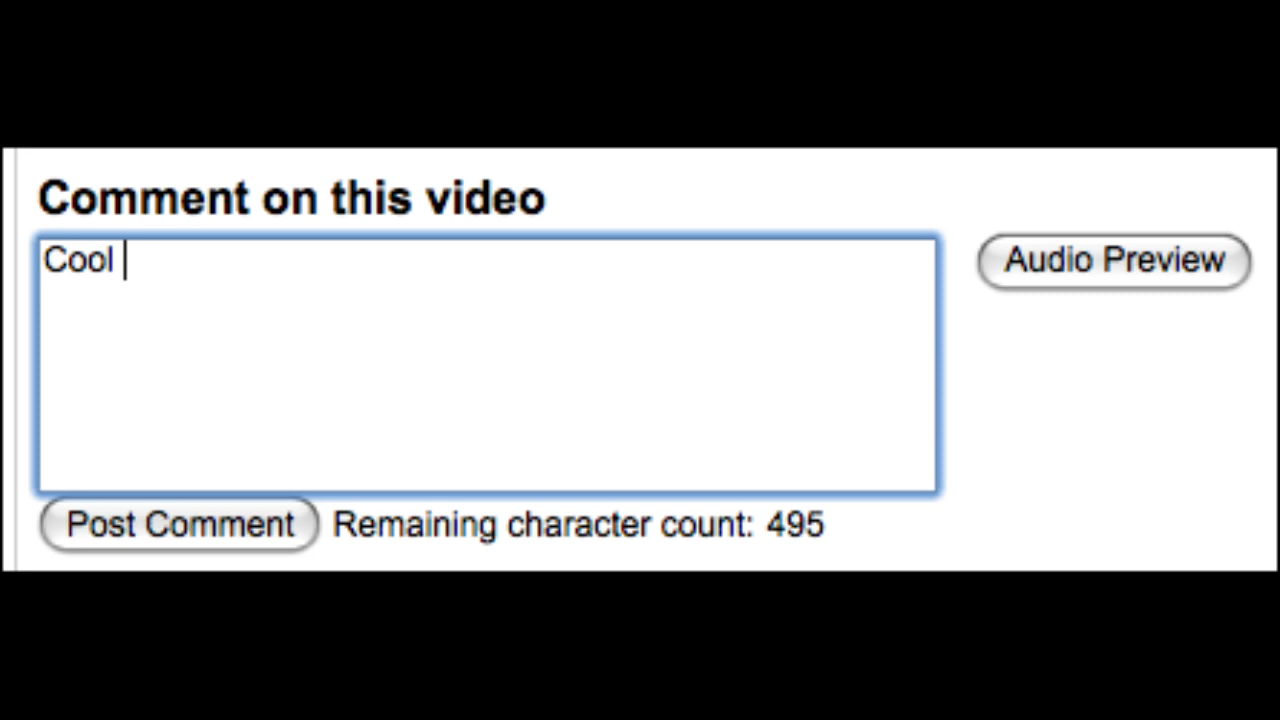 Comment on this video
Cool
Audio Preview
Post Comment Remaining character count: 495